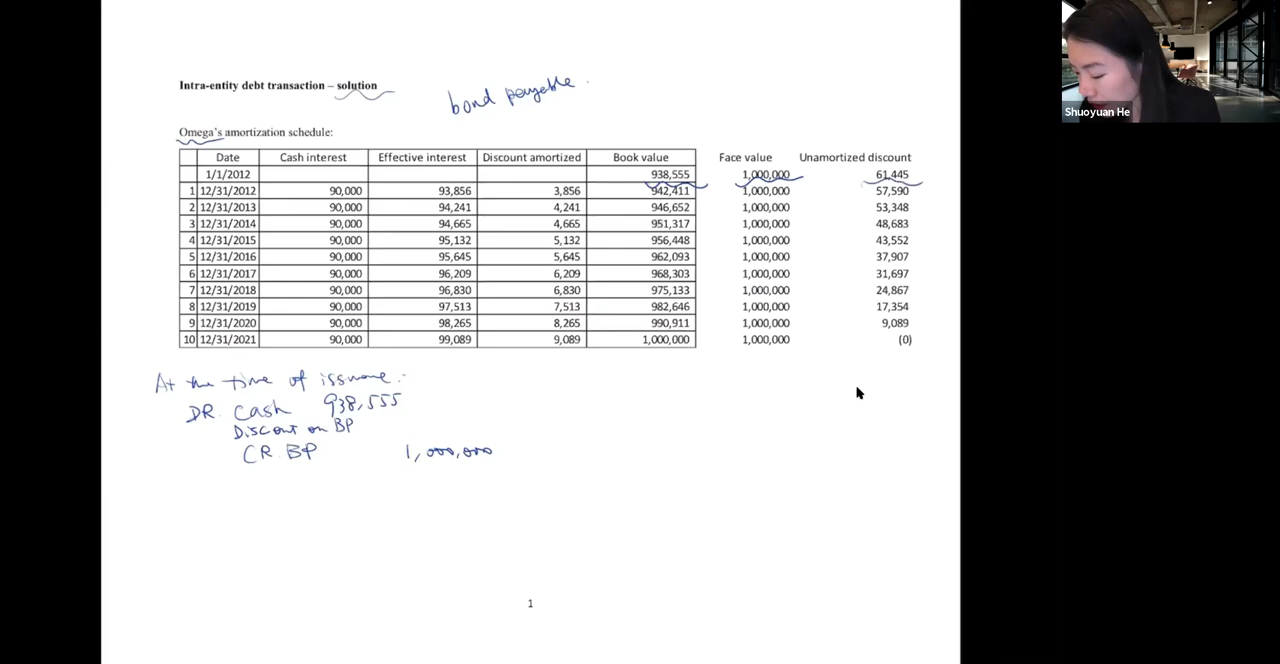 Intra-entity debt transaction – solution
bond payable
Omega's amortization schedule:
Date Cash interest Effective interest Discount amortized Book value Face value Unamortized discount
1/1/2012 938,555 1,000,000 61,445
1 12/31/2012 90,000 93,856 3,856 942,411 1,000,000 57,590
2 12/31/2013 90,000 94,241 4,241 946,652 1,000,000 53,348
3 12/31/2014 90,000 94,665 4,665 951,317 1,000,000 48,683
4 12/31/2015 90,000 95,132 5,132 956,448 1,000,000 43,552
5 12/31/2016 90,000 95,645 5,645 962,093 1,000,000 37,907
6 12/31/2017 90,000 96,209 6,209 968,303 1,000,000 31,697
7 12/31/2018 90,000 96,830 6,830 975,133 1,000,000 24,867
8 12/31/2019 90,000 97,513 7,513 982,646 1,000,000 17,354
9 12/31/2020 90,000 98,265 8,265 990,911 1,000,000 9,089
10 12/31/2021 90,000 99,089 9,089 1,000,000 1,000,000 (0)
At the time of issuance:
DR. Cash 938,555
Discount on BP
CR. BP 1,000,000
1
Shuoyuan He